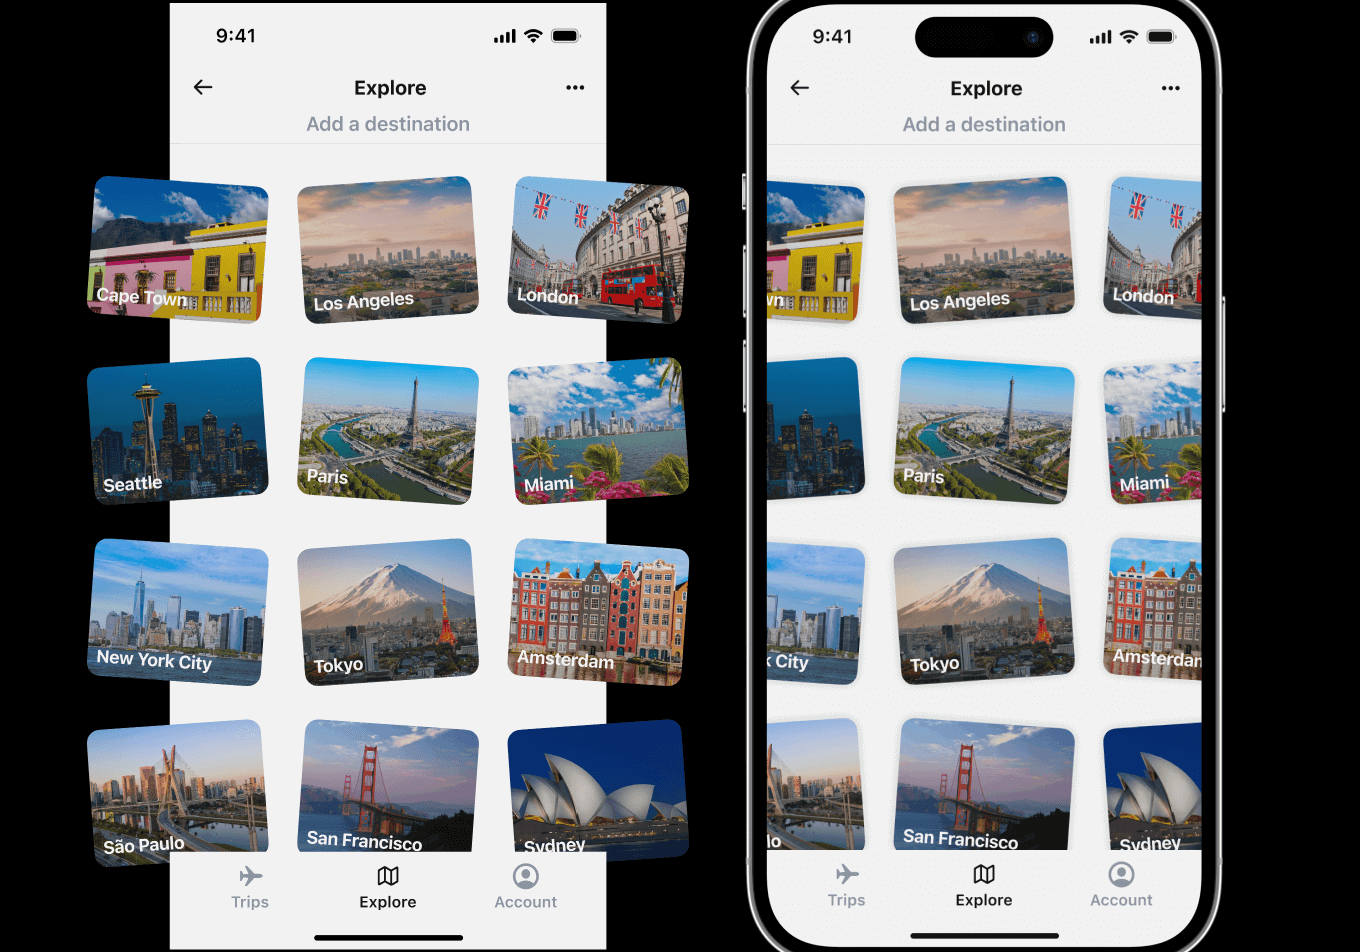 9:41
Explore
Add a destination
Cape Town
Los Angeles
London
Seattle
Paris
Miami
New York City
Tokyo
Amsterdam
São Paulo
San Francisco
Sydney
Trips
Explore
Account
9:41
Explore
Add a destination
wn
Los Angeles
London
Paris
Miami
k City
Tokyo
Amsterdam
lo
San Francisco
Sydney
Trips
Explore
Account